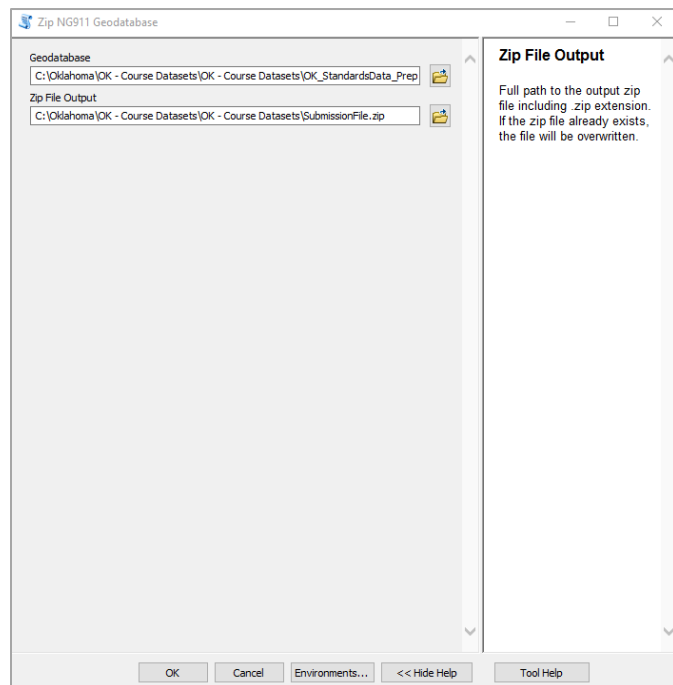 Zip NG911 Geodatabase
Geodatabase
C:\Oklahoma\OK - Course Datasets\OK - Course Datasets\OK_StandardsData_Prep
Zip File Output
C:\Oklahoma\OK - Course Datasets\OK - Course Datasets\SubmissionFile.zip
Zip File Output
Full path to the output zip
file including .zip extension.
If the zip file already exists,
the file will be overwritten.
OK
Cancel
Environments...
<< Hide Help
Tool Help